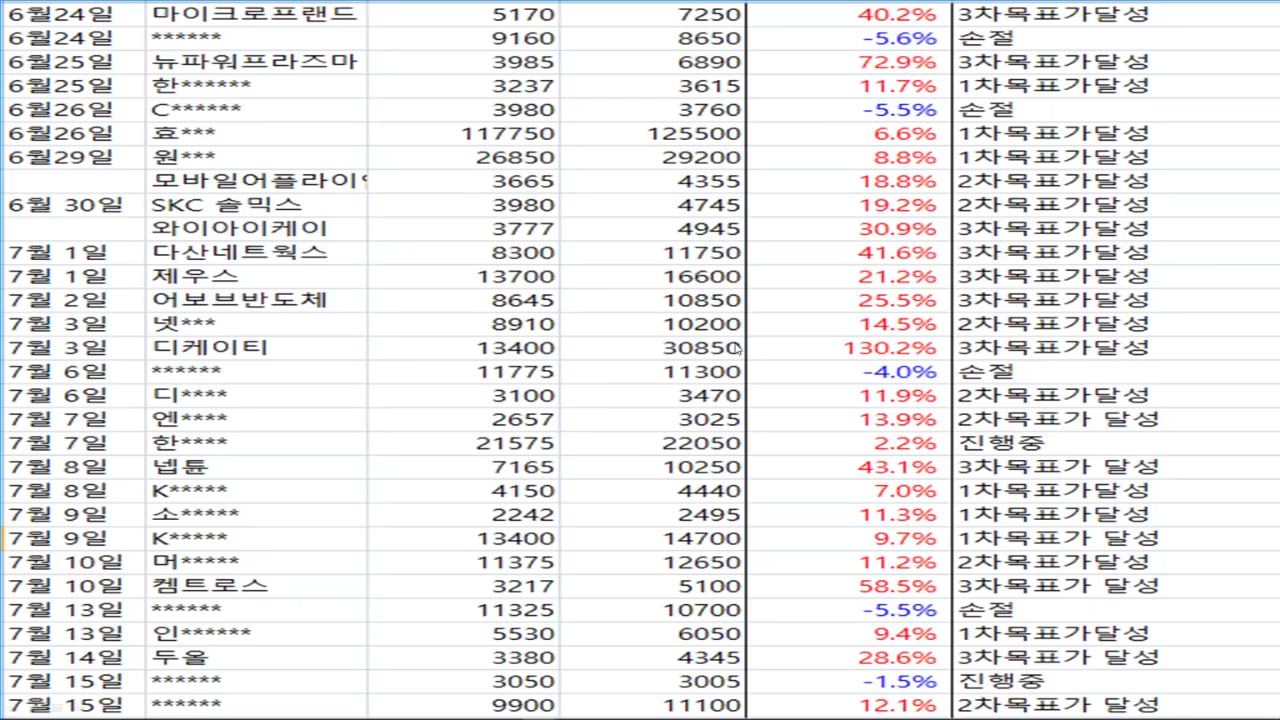 6월24일 마이크로프랜드 5170 7250 40.2% 3차목표가달성
6월24일 ****** 9160 8650 -5.6% 손절
6월25일 뉴파워프라즈마 3985 6890 72.9% 3차목표가달성
6월25일 한****** 3237 3615 11.7% 1차목표가달성
6월26일 C****** 3980 3760 -5.5% 손절
6월26일 효*** 117750 125500 6.6% 1차목표가달성
6월29일 원*** 26850 29200 8.8% 1차목표가달성
모바일어플라이 3665 4355 18.8% 2차목표가달성
6월 30일 SKC 솔믹스 3980 4745 19.2% 2차목표가달성
와이아이케이 3777 4945 30.9% 3차목표가달성
7월 1일 다산네트웍스 8300 11750 41.6% 3차목표가달성
7월 1일 제우스 13700 16600 21.2% 3차목표가달성
7월 2일 어보브반도체 8645 10850 25.5% 3차목표가달성
7월 3일 넷*** 8910 10200 14.5% 2차목표가달성
7월 3일 디케이티 13400 30850 130.2% 3차목표가달성
7월 6일 ****** 11775 11300 -4.0% 손절
7월 6일 디**** 3100 3470 11.9% 2차목표가달성
7월 7일 엔**** 2657 3025 13.9% 2차목표가 달성
7월 7일 한**** 21575 22050 2.2% 진행중
7월 8일 넵튠 7165 10250 43.1% 3차목표가 달성
7월 8일 K***** 4150 4440 7.0% 1차목표가달성
7월 9일 소***** 2242 2495 11.3% 1차목표가달성
7월 9일 K***** 13400 14700 9.7% 1차목표가 달성
7월 10일 머***** 11375 12650 11.2% 2차목표가달성
7월 10일 켐트로스 3217 5100 58.5% 3차목표가 달성
7월 13일 ****** 11325 10700 -5.5% 손절
7월 13일 인****** 5530 6050 9.4% 1차목표가달성
7월 14일 두올 3380 4345 28.6% 3차목표가 달성
7월 15일 ****** 3050 3005 -1.5% 진행중
7월 15일 ****** 9900 11100 12.1% 2차목표가 달성